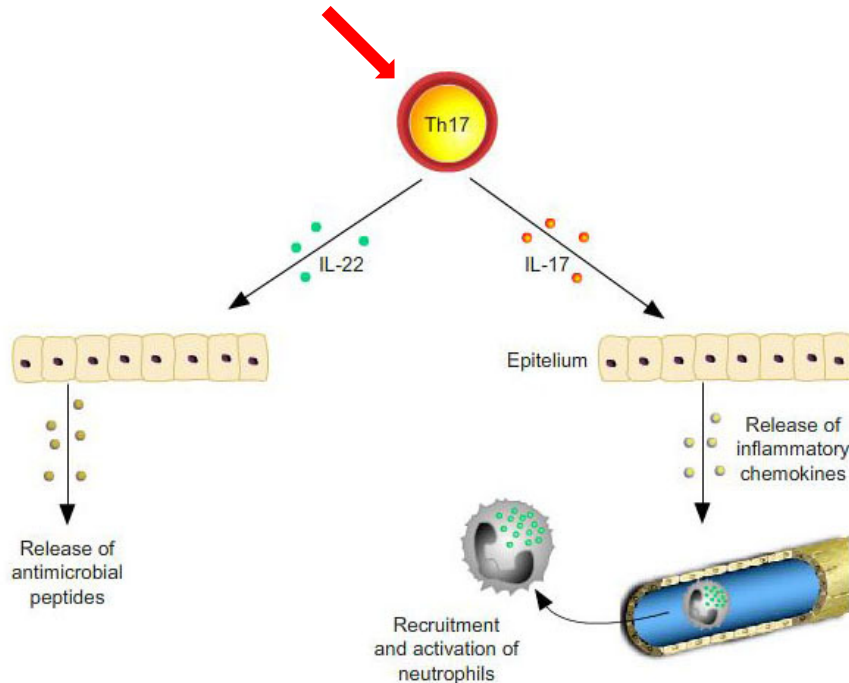 Th17
IL-22
IL-17
Epitelium
Release of
inflammatory
chemokines
Release of
antimicrobial
peptides
Recruitment
and activation of
neutrophils